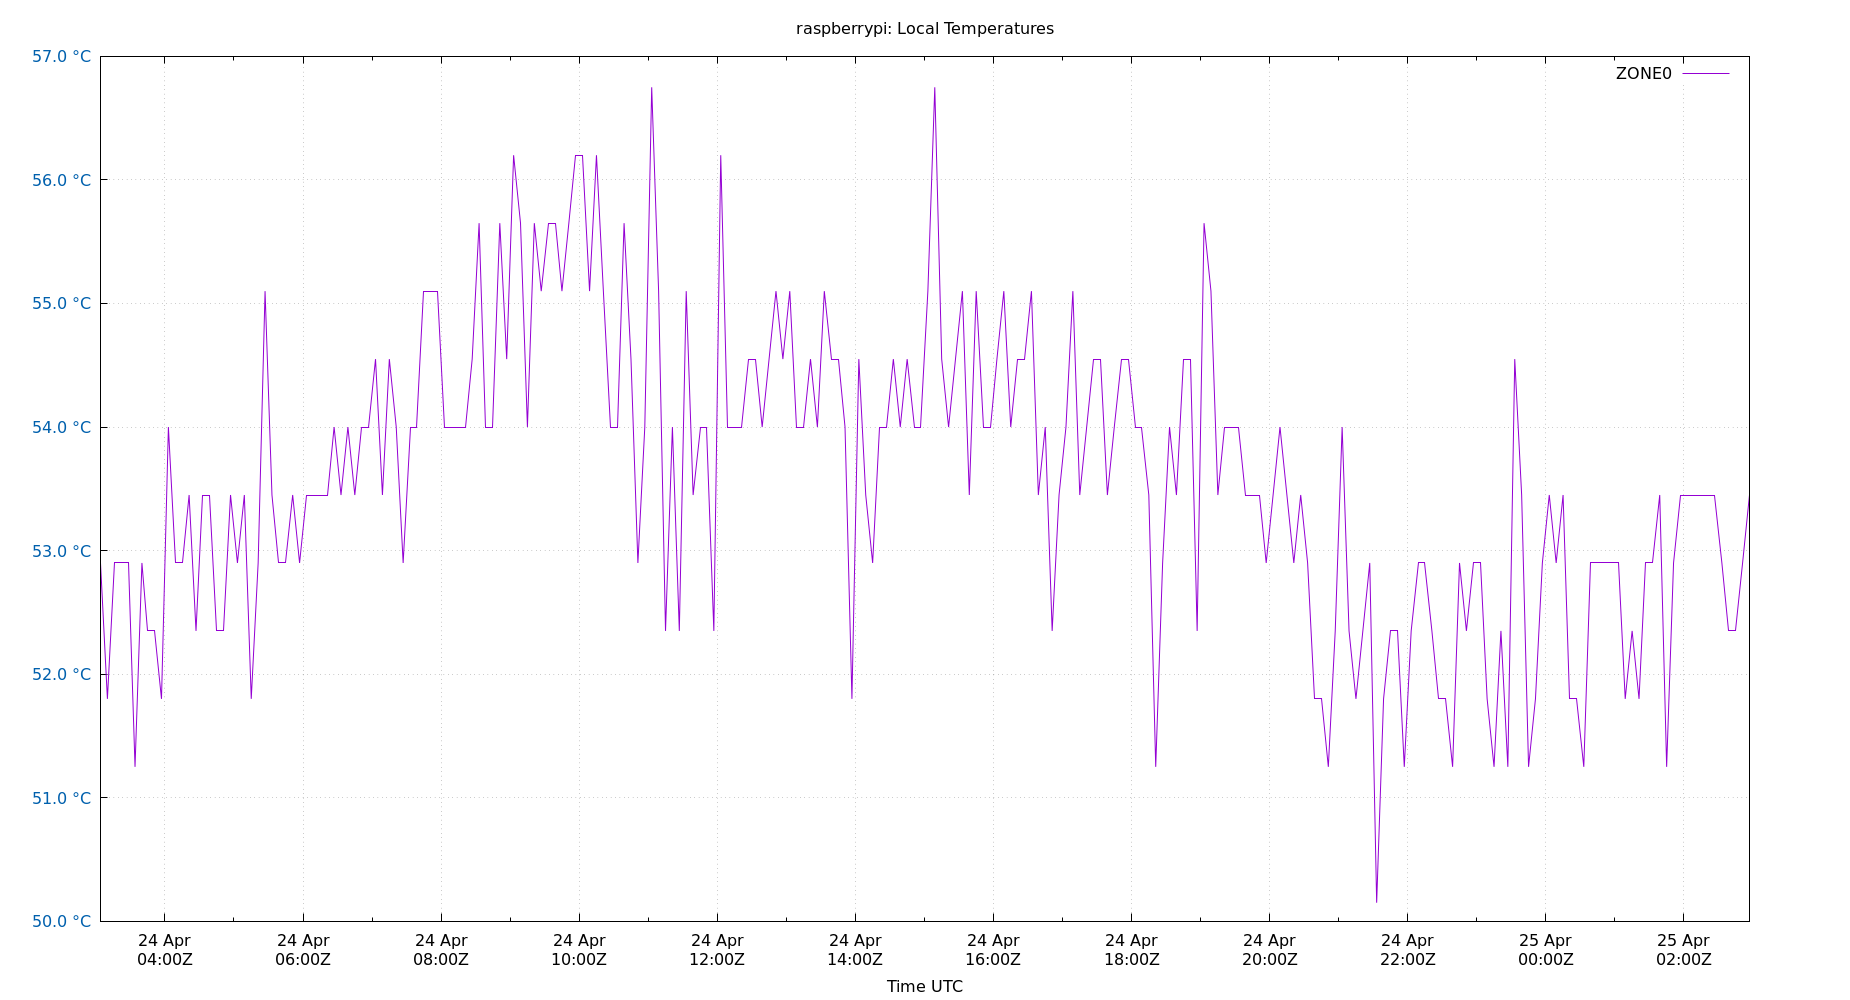 raspberrypi: Local Temperatures
57.0 °C
ZONE0
56.0 °C
55.0 °C
54.0 °C
53.0 °C
52.0 °C
51.0 °C
50.0 °C
24 Apr 24 Apr 24 Apr 24 Apr 24 Apr 24 Apr 24 Apr 24 Apr 24 Apr 24 Apr 25 Apr 25 Apr
04:00Z 06:00Z 08:00Z 10:00Z 12:00Z 14:00Z 16:00Z 18:00Z 20:00Z 22:00Z 00:00Z 02:00Z
Time UTC